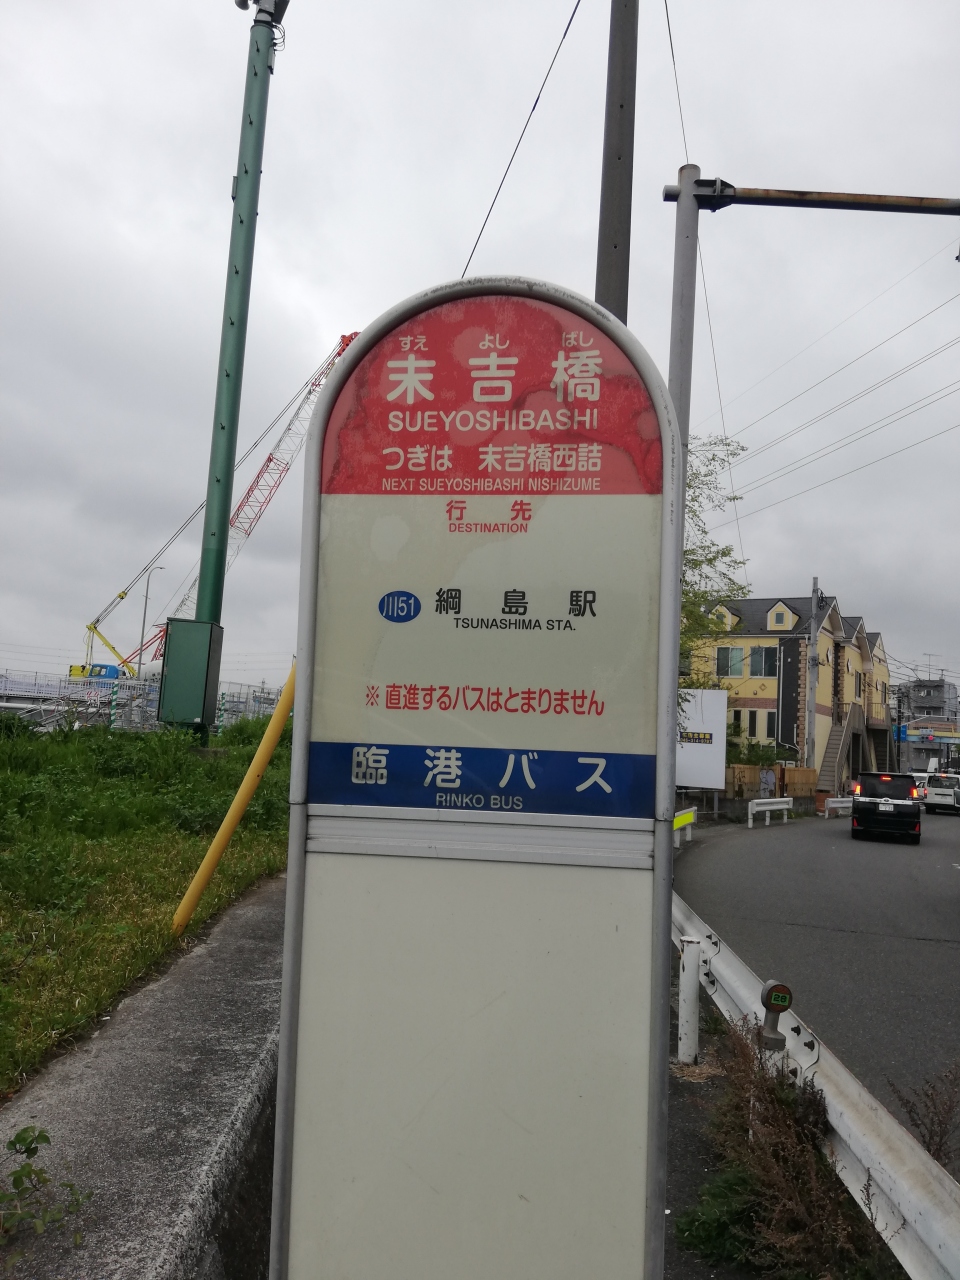 すえ よし ばし
末吉橋
SUEYOSHIBASHI
つぎは 末吉橋西詰
NEXT SUEYOSHIBASHI NISHIZUME
行先
DESTINATION
川51 綱島駅
TSUNASHIMA STA.
※直進するバスはとまりません
臨港バス
RINKO BUS
28